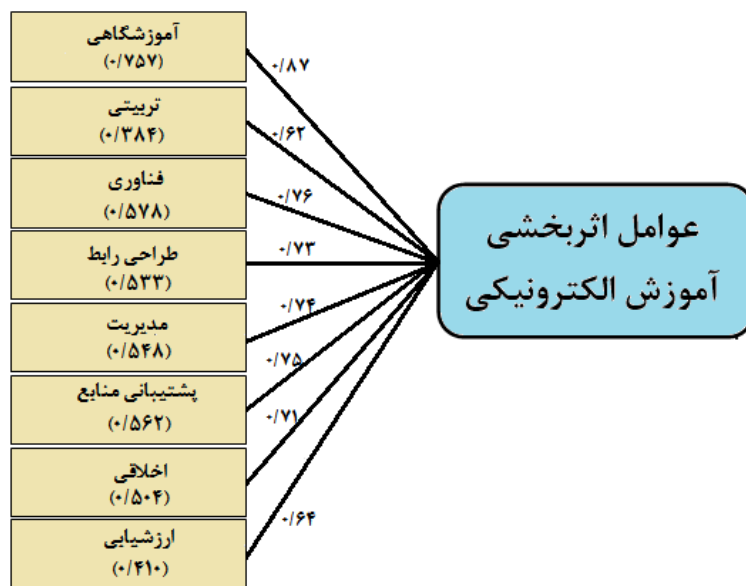 آموزشگاهی
(۰/۷۵۷)
۰/۸۷
تربیتی
(۰/۳۸۴)
۰/۶۲
فناوری
(۰/۵۷۸)
۰/۷۶
طراحی رابط
(۰/۵۳۳)
۰/۷۳
مدیریت
(۰/۵۴۸)
۰/۷۴
پشتیبانی منابع
(۰/۵۶۲)
۰/۷۵
اخلاقی
(۰/۵۰۴)
۰/۷۱
ارزشیابی
(۰/۴۱۰)
۰/۶۴
عوامل اثربخشی
آموزش الکترونیکی